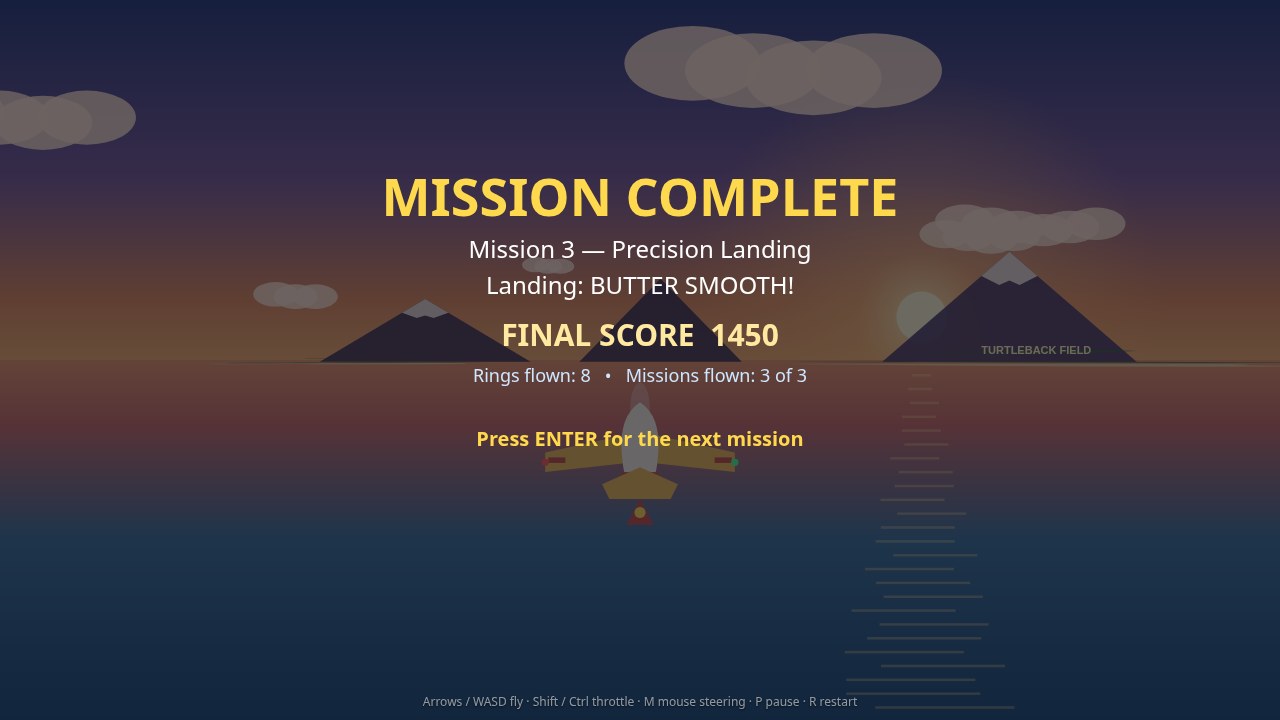 MISSION COMPLETE
Mission 3 — Precision Landing
Landing: BUTTER SMOOTH!
FINAL SCORE 1450
TURTLEBACK FIELD
Rings flown: 8 • Missions flown: 3 of 3
Press ENTER for the next mission
Arrows / WASD fly · Shift / Ctrl throttle · M mouse steering · P pause · R restart